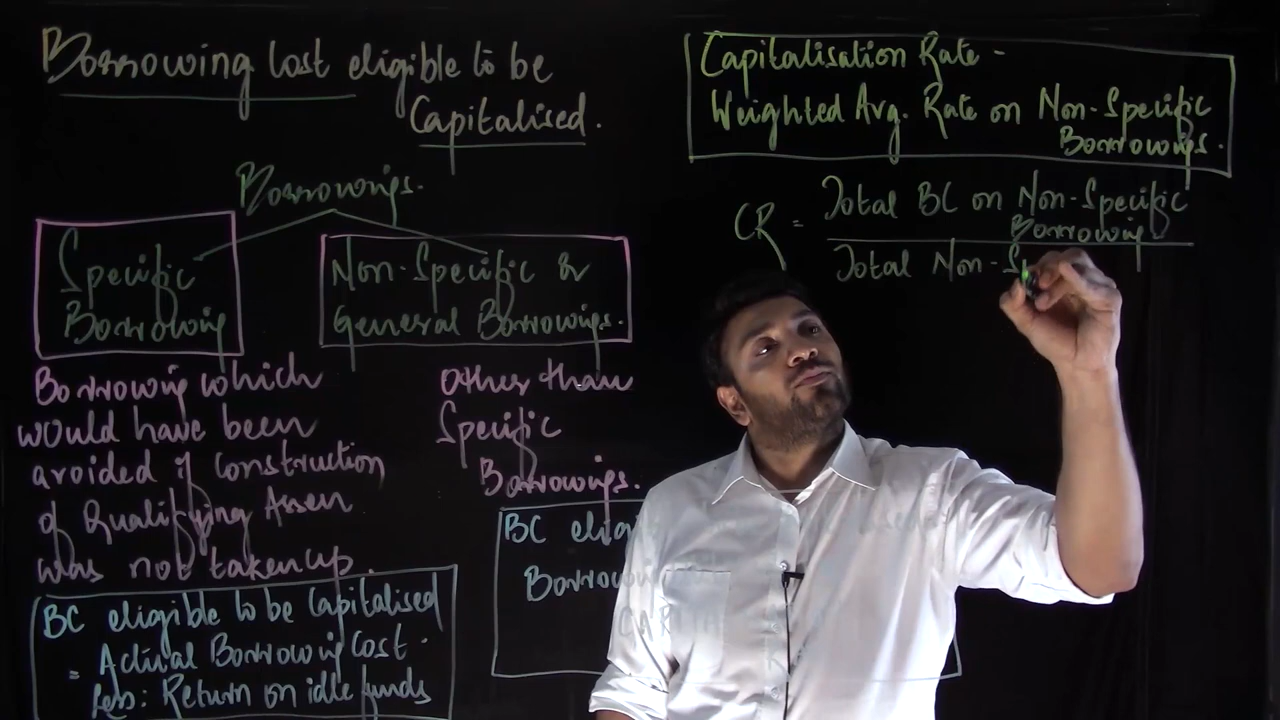 Borrowing Cost eligible to be
Capitalised.
Borrowings.
Specific
Borrowing
Non-Specific &
General Borrowings.
Borrowing which
would have been
avoided if construction
of Qualifying Asset
was not taken up.
BC eligible to be Capitalised
= Actual Borrowing Cost.
Less: Return on idle funds
Other than
Specific
Borrowings.
BC elig
Borrow
Capitalisation Rate -
Weighted Avg. Rate on Non-Specific
Borrowings.
CR = Total BC on Non-Specific
Borrowing
Total Non-S